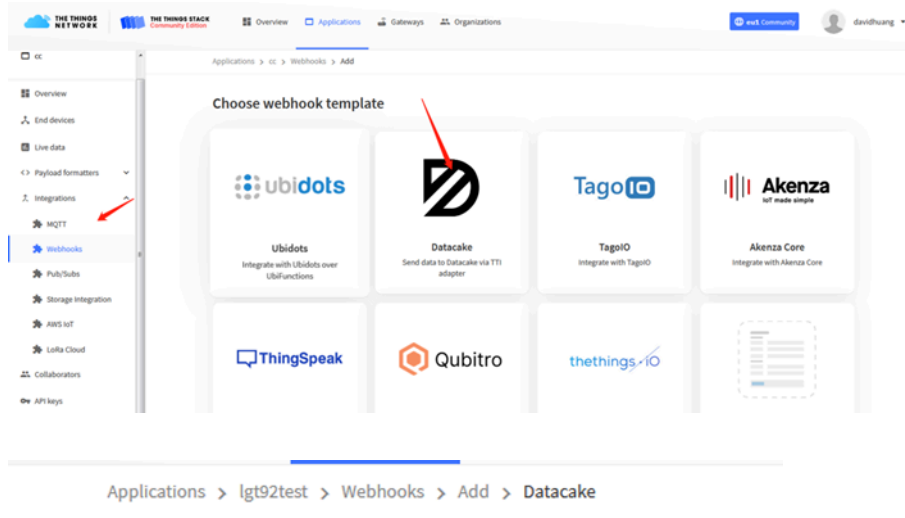 THE THINGS NETWORK
THE THINGS STACK
Community Edition
Overview
Applications
Gateways
Organizations
eu1 Community
davidhuang
cc
Applications > cc > Webhooks > Add
Overview
End devices
Live data
Payload formatters
Integrations
MQTT
Webhooks
Pub/Subs
Storage Integration
AWS IoT
LoRa Cloud
Collaborators
API keys
Choose webhook template
ubidots
Ubidots
Integrate with Ubidots over
UbiFunctions
Datacake
Send data to Datacake via TTI
adapter
TagoIO
TagoIO
Integrate with TagoIO
Akenza
IoT made simple
Akenza Core
Integrate with Akenza Core
ThingSpeak
Qubitro
thethings.iO
Applications > lgt92test > Webhooks > Add > Datacake